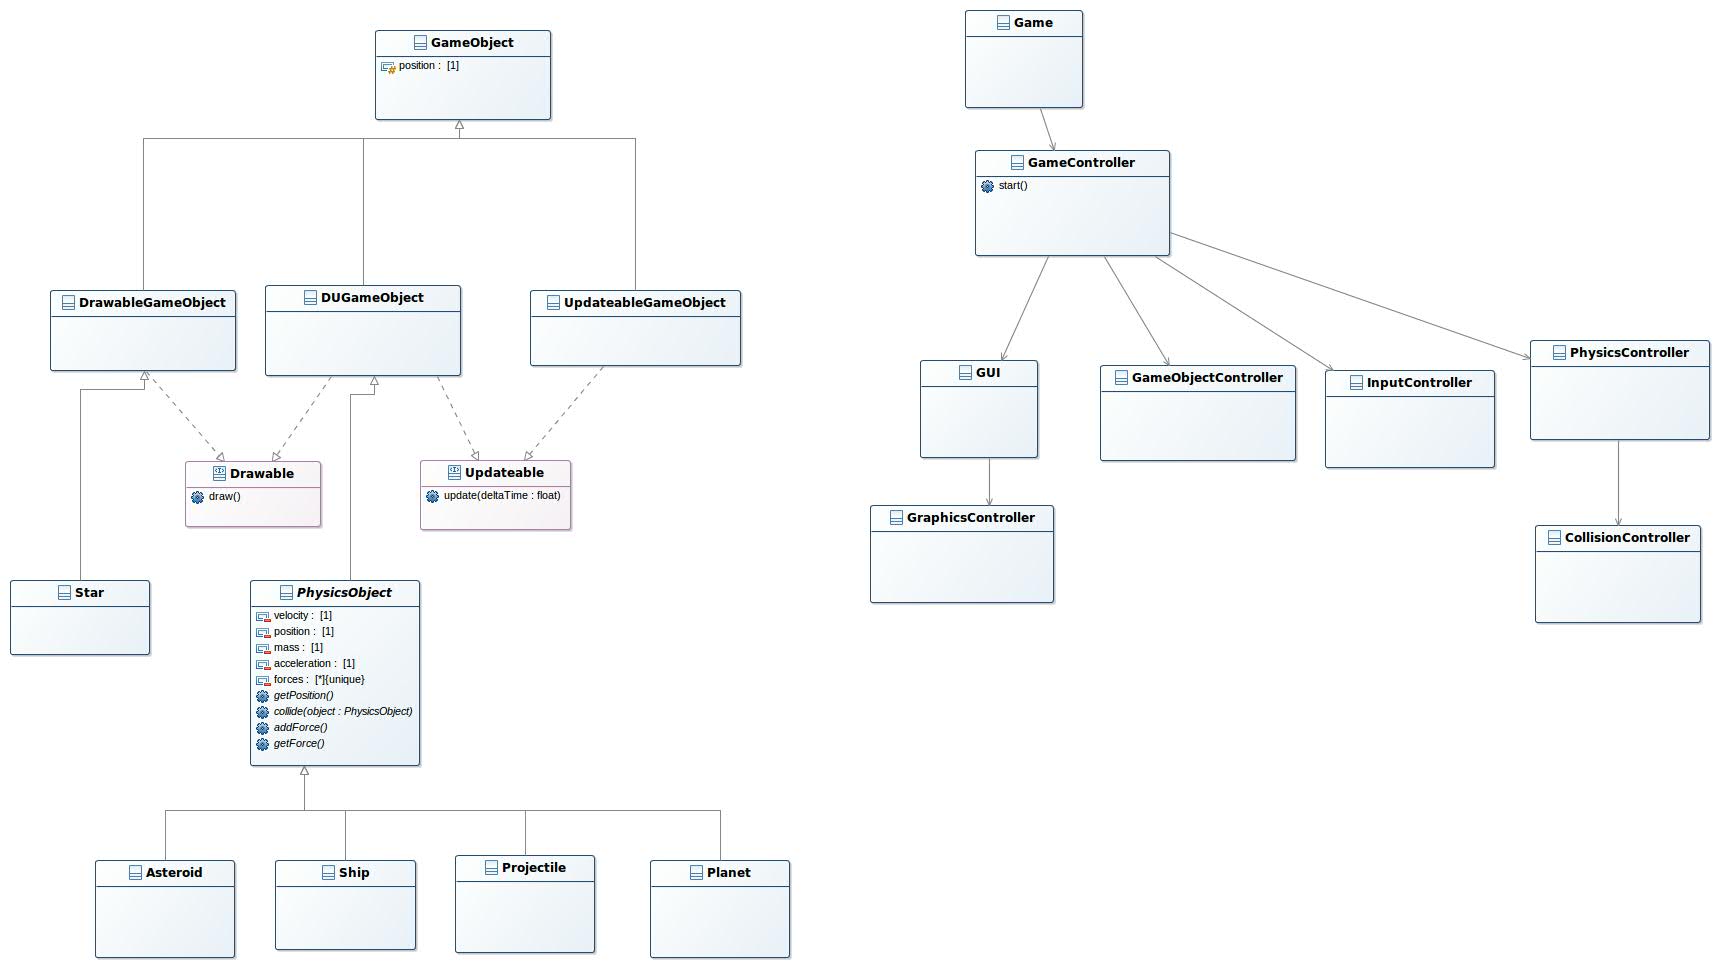 GameObject
position :  [1]
Game
GameController
start()
DrawableGameObject
DUGameObject
UpdateableGameObject
GUI
GameObjectController
InputController
PhysicsController
Drawable
draw()
Updateable
update(deltaTime : float)
GraphicsController
CollisionController
Star
PhysicsObject
velocity :  [1]
position :  [1]
mass :  [1]
acceleration :  [1]
forces :  [*]{unique}
getPosition()
collide(object : PhysicsObject)
addForce()
getForce()
Asteroid
Ship
Projectile
Planet